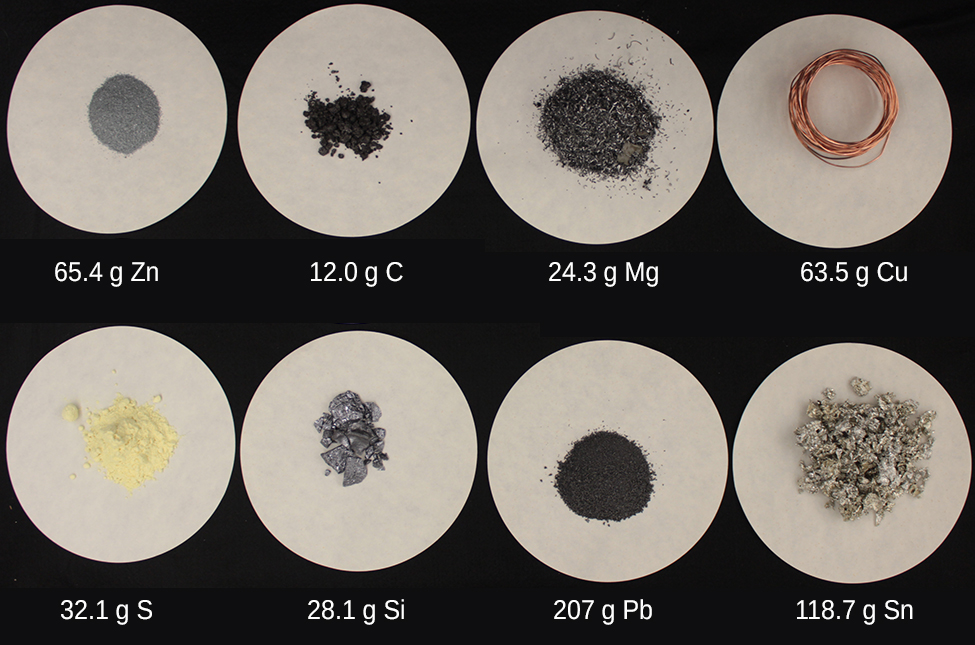 65.4 g Zn
12.0 g C
24.3 g Mg
63.5 g Cu
32.1 g S
28.1 g Si
207 g Pb
118.7 g Sn